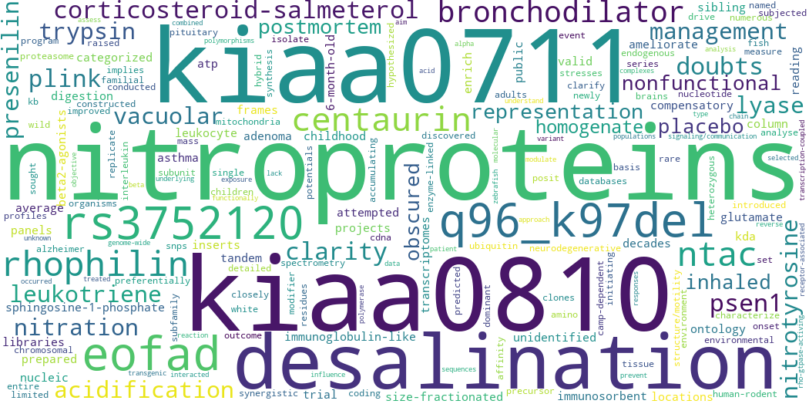 corticosteroid-salmeterol
bronchodilator
sibling
subjected
named
numerous
drive
presenilin
trypsin
postmortem
management
combined
pituitary
polymorphisms
assess
program
raised
event
aim
isolate
hypothesized
fish
measure
ameliorate
reading
kiaa0711
doubts
proteasome
categorized
atp
valid
endogenous
implies
familial
conducted
hybrid
synthesis
6-month-old
enrich
public
alpha
acid
stresses
series
nucleotide
plink
clarify
nonfunctional
analysis
complexes
digestion
kb
constructed
improved
mitochondria
adults
newly
brains
understand
compensatory
lyase
vacuolar
centaurin
representation
type
chain
signaling/communication
wild
frames
leukocyte
adenoma
childhood
discovered
homogenate
placebo
column
populations
analyse
variant
nitroproteins
transcription-coupled
beta2-agonists
replicate
mass
asthma
interleukin
subunit
single
potentials
exposure
accumulating
basis
enzyme-linked
molecular
zebrafish
posit
rare
databases
modulate
heterozygous
lack
functionally
sought
organisms
objective
underlying
beta
children
rs3752120
q96_k97del
average
profiles
unknown
panels
genome-wide
attempted
projects
cdna
obscured
transcriptomes
approach
selected
introduced
glutamate
decades
reverse
alzheimer
snps
inserts
clarity
patient
ubiquitin
neurodegenerative
data
kda
set
ntac
rhophilin
tandem
detailed
preferentially
spectrometry
closely
white
modifier
residues
predicted
polymerase
dominant
camp-dependent
initiating
responses
clones
amino
affinity
ontology
environment
structure/motility
characterize
environmental
onset
inhaled
psen1
receptor-associated
nitrotyrosine
leukotriene
sphingosine-1-phosphate
kiaa0810
subfamily
nitration
libraries
chromosomal
outcome
immunoglobulin-like
unidentified
occurred
treated
prepared
reaction
eofad
desalination
nucleic
entire
limited
acidification
transgenic
interacted
synergistic
trial
coding
influence
size-fractionated
sequences
precursor
tissue
prevent
immunosorbent
locations
human-rodent